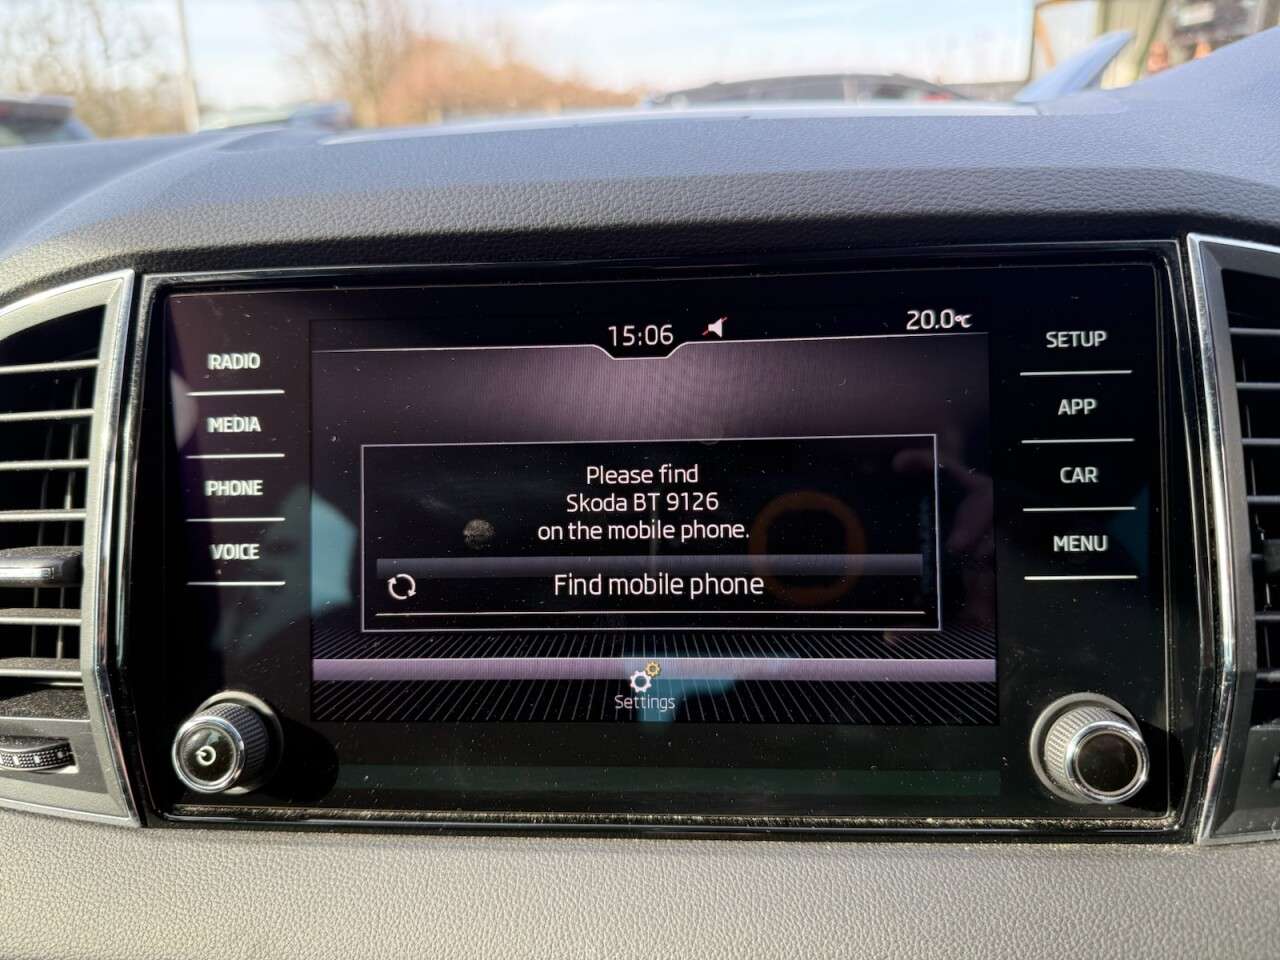 15:06
20.0°C
RADIO
MEDIA
PHONE
VOICE
SETUP
APP
CAR
MENU
Please find
Skoda BT 9126
on the mobile phone.
Find mobile phone
Settings